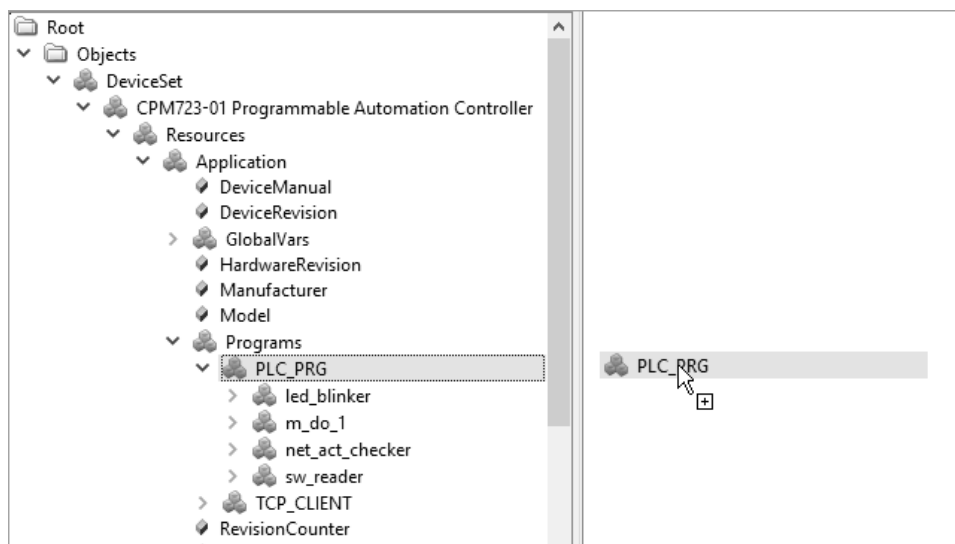 Root
Objects
DeviceSet
CPM723-01 Programmable Automation Controller
Resources
Application
DeviceManual
DeviceRevision
GlobalVars
HardwareRevision
Manufacturer
Model
Programs
PLC_PRG
PLC_PRG
led_blinker
m_do_1
net_act_checker
sw_reader
TCP_CLIENT
RevisionCounter